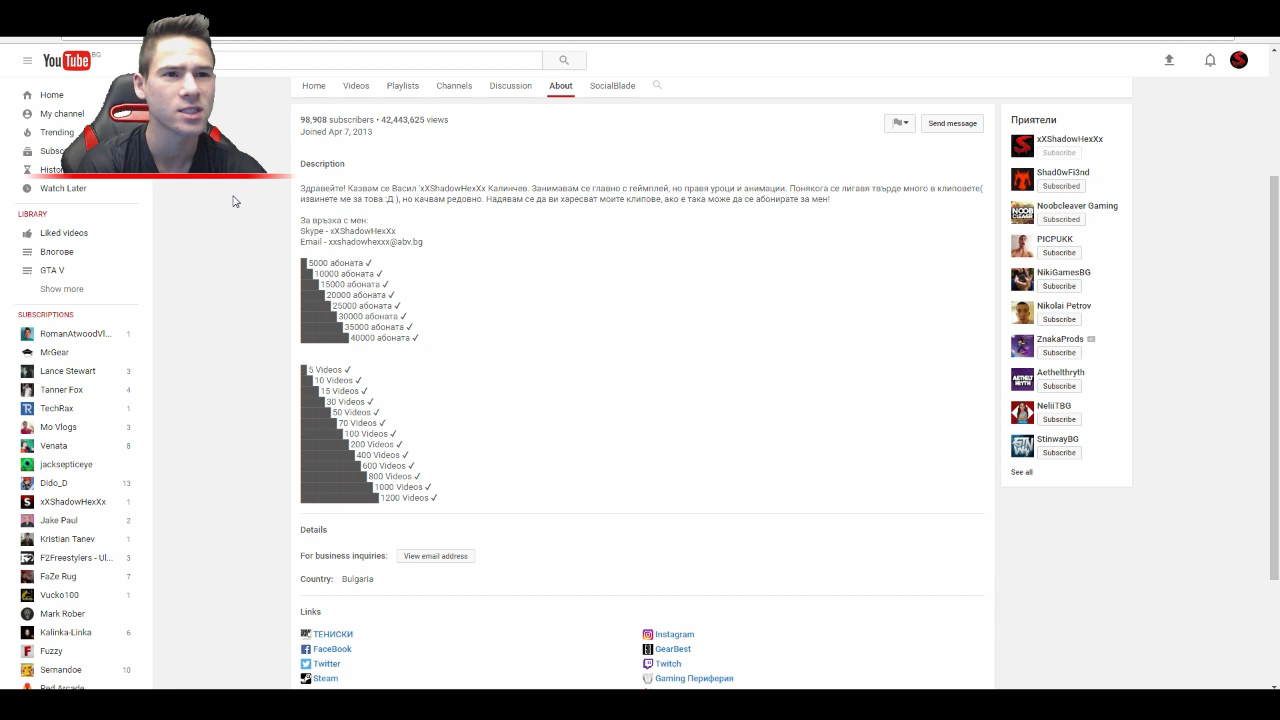 YouTube BG
Home
My channel
Trending
Subsc
Histo
Watch Later
LIBRARY
Liked videos
Влогове
GTA V
Show more
SUBSCRIPTIONS
RomanAtwoodVl... 1
MrGear
Lance Stewart 3
Tanner Fox 4
TechRax 1
Mo Vlogs 3
Venata 8
jacksepticeye
Dido_D 13
xXShadowHexXx 1
Jake Paul 2
Kristian Tanev 1
F2Freestylers - Ul... 3
FaZe Rug 7
Vucko100 1
Mark Rober
Kalinka-Linka 6
Fuzzy
Sernandoe 10
Red Arcade
Home Videos Playlists Channels Discussion About SocialBlade
98,908 subscribers • 42,443,625 views
Joined Apr 7, 2013
Send message
Description
Здравейте! Казвам се Васил 'xXShadowHexXx Калинчев. Занимавам се главно с геймплей, но правя уроци и анимации. Понякога се лигавя твърде много в клиповете(
извинете ме за това :Д ), но качвам редовно. Надявам се да ви харесват моите клипове, ако е така може да се абонирате за мен!
За връзка с мен:
Skype - xXShadowHexXx
Email - xxshadowhexxx@abv.bg
5000 абоната ✓
10000 абоната ✓
15000 абоната ✓
20000 абоната ✓
25000 абоната ✓
30000 абоната ✓
35000 абоната ✓
40000 абоната ✓
5 Videos ✓
10 Videos ✓
15 Videos ✓
30 Videos ✓
50 Videos ✓
70 Videos ✓
100 Videos ✓
200 Videos ✓
400 Videos ✓
600 Videos ✓
800 Videos ✓
1000 Videos ✓
1200 Videos ✓
Details
For business inquiries: View email address
Country: Bulgaria
Links
ТЕНИСКИ
FaceBook
Twitter
Steam
Instagram
GearBest
Twitch
Gaming Периферия
Приятели
xXShadowHexXx
Subscribe
Shad0wFi3nd
Subscribed
Noobcleaver Gaming
Subscribed
PICPUKK
Subscribe
NikiGamesBG
Subscribe
Nikolai Petrov
Subscribe
ZnakaProds
Subscribe
Aethelthryth
Subscribe
NeliiTBG
Subscribe
StinwayBG
Subscribe
See all